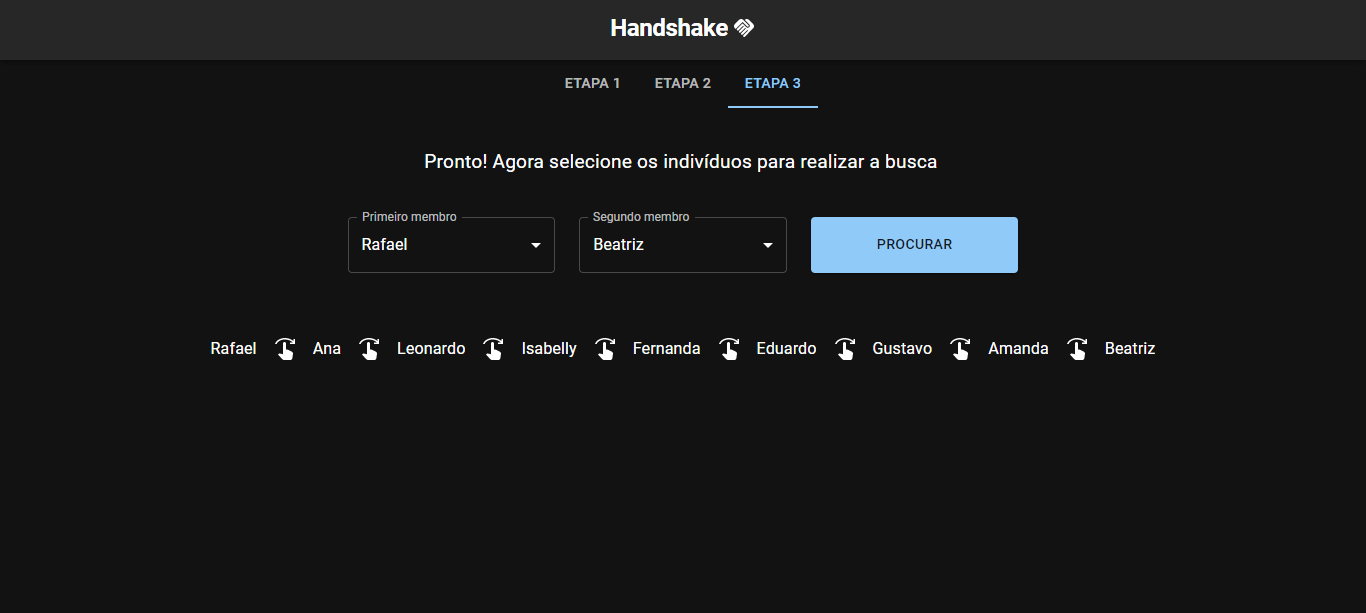 Handshake
ETAPA 1 ETAPA 2 ETAPA 3
Pronto! Agora selecione os indivíduos para realizar a busca
Primeiro membro Segundo membro
Rafael Beatriz PROCURAR
Rafael Ana Leonardo Isabelly Fernanda Eduardo Gustavo Amanda Beatriz